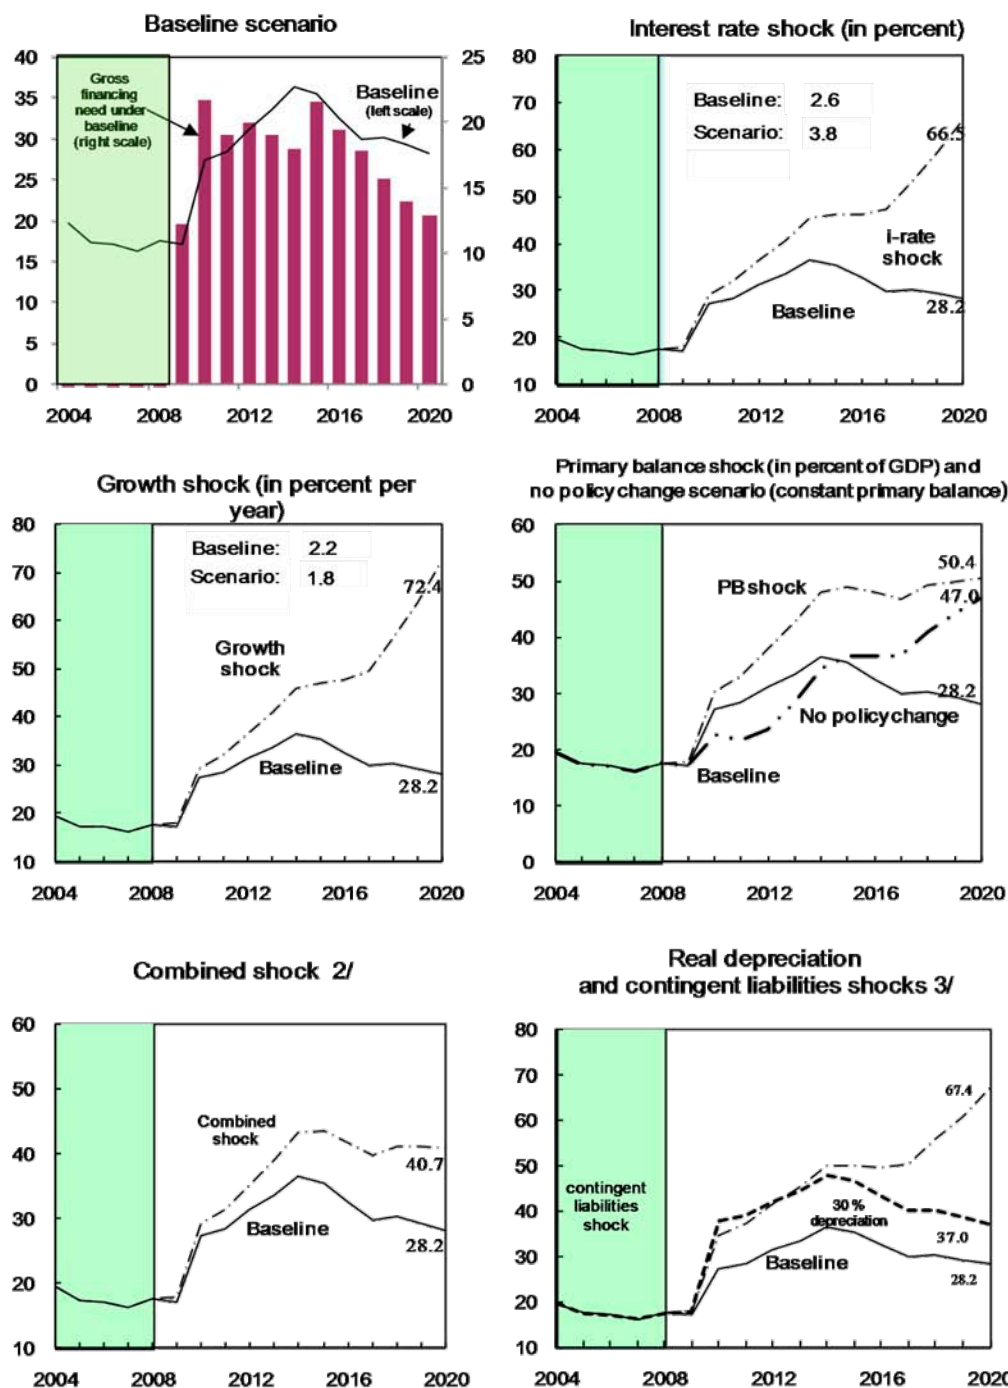 Baseline scenario
40
35
30
25
20
15
10
5
0
25
20
15
10
5
0
Gross
financing
need under
baseline
(right scale)
Baseline
(left scale)
2004 2008 2012 2016 2020
Interest rate shock (in percent)
80
70
60
50
40
30
20
10
Baseline: 2.6
Scenario: 3.8
66.5
i-rate
shock
Baseline
28.2
2004 2008 2012 2016 2020
Growth shock (in percent per
year)
80
70
60
50
40
30
20
10
Baseline: 2.2
Scenario: 1.8
72.4
Growth
shock
Baseline
28.2
2004 2008 2012 2016 2020
Primary balance shock (in percent of GDP) and
no policy change scenario (constant primary balance)
60
50
40
30
20
10
0
50.4
PB shock
47.0
28.2
No policy change
Baseline
2004 2008 2012 2016 2020
Combined shock 2/
60
50
40
30
20
10
Combined
shock
40.7
Baseline
28.2
2004 2008 2012 2016 2020
Real depreciation
and contingent liabilities shocks 3/
80
70
60
50
40
30
20
10
67.4
contingent
liabilities
shock
30 %
depreciation
37.0
Baseline
28.2
2004 2008 2012 2016 2020